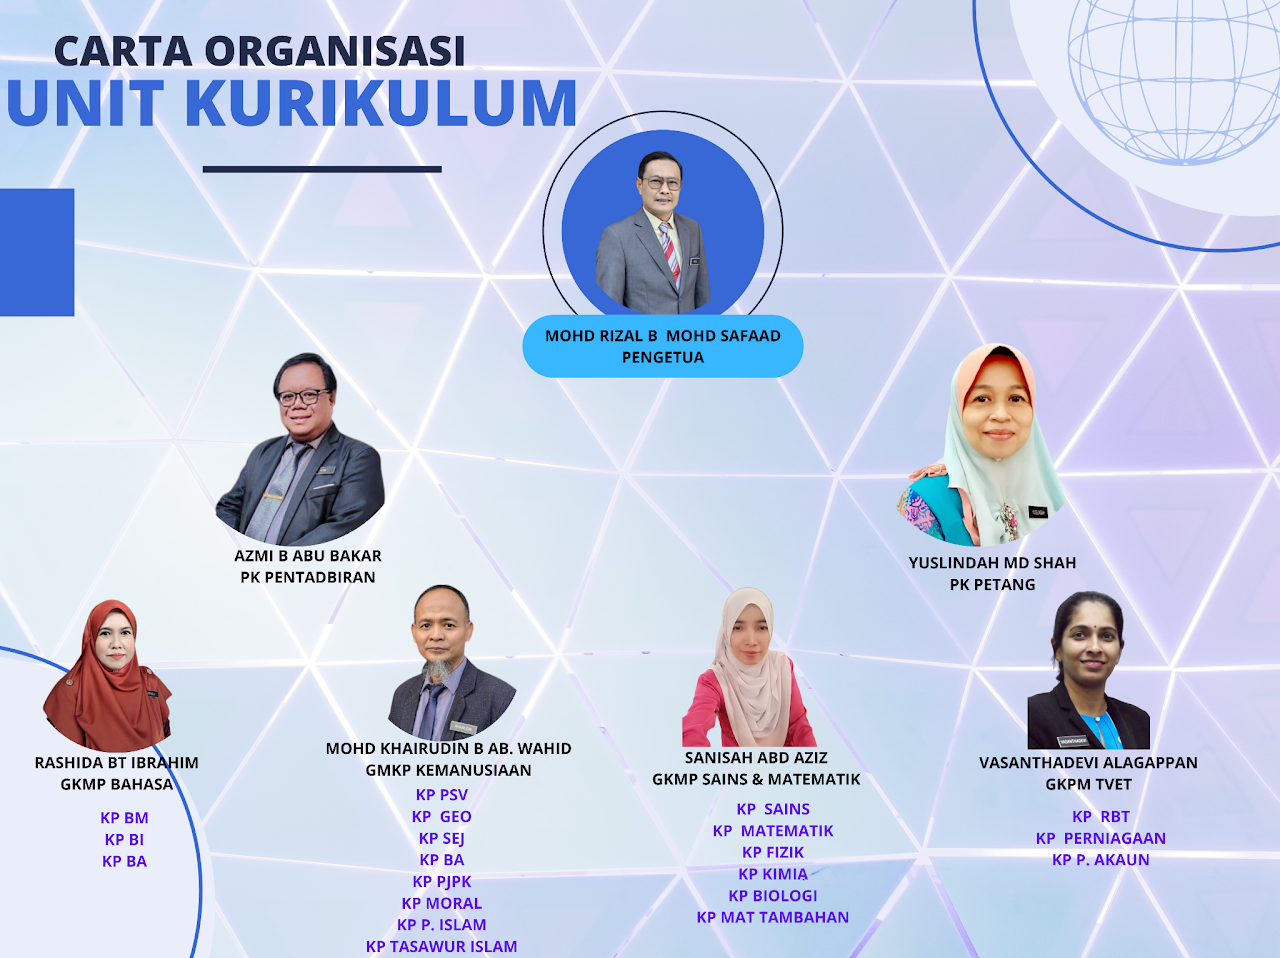 CARTA ORGANISASI
UNIT KURIKULUM
MOHD RIZAL B MOHD SAFAAD
PENGETUA
AZMI B ABU BAKAR
PK PENTADBIRAN
YUSLINDAH MD SHAH
PK PETANG
RASHIDA BT IBRAHIM
GKMP BAHASA
KP BM
KP BI
KP BA
MOHD KHAIRUDIN B AB. WAHID
GMKP KEMANUSIAAN
KP PSV
KP GEO
KP SEJ
KP BA
KP PJPK
KP MORAL
KP P. ISLAM
KP TASAWUR ISLAM
SANISAH ABD AZIZ
GKMP SAINS & MATEMATIK
KP SAINS
KP MATEMATIK
KP FIZIK
KP KIMIA
KP BIOLOGI
KP MAT TAMBAHAN
VASANTHADEVI ALAGAPPAN
GKPM TVET
KP RBT
KP PERNIAGAAN
KP P. AKAUN